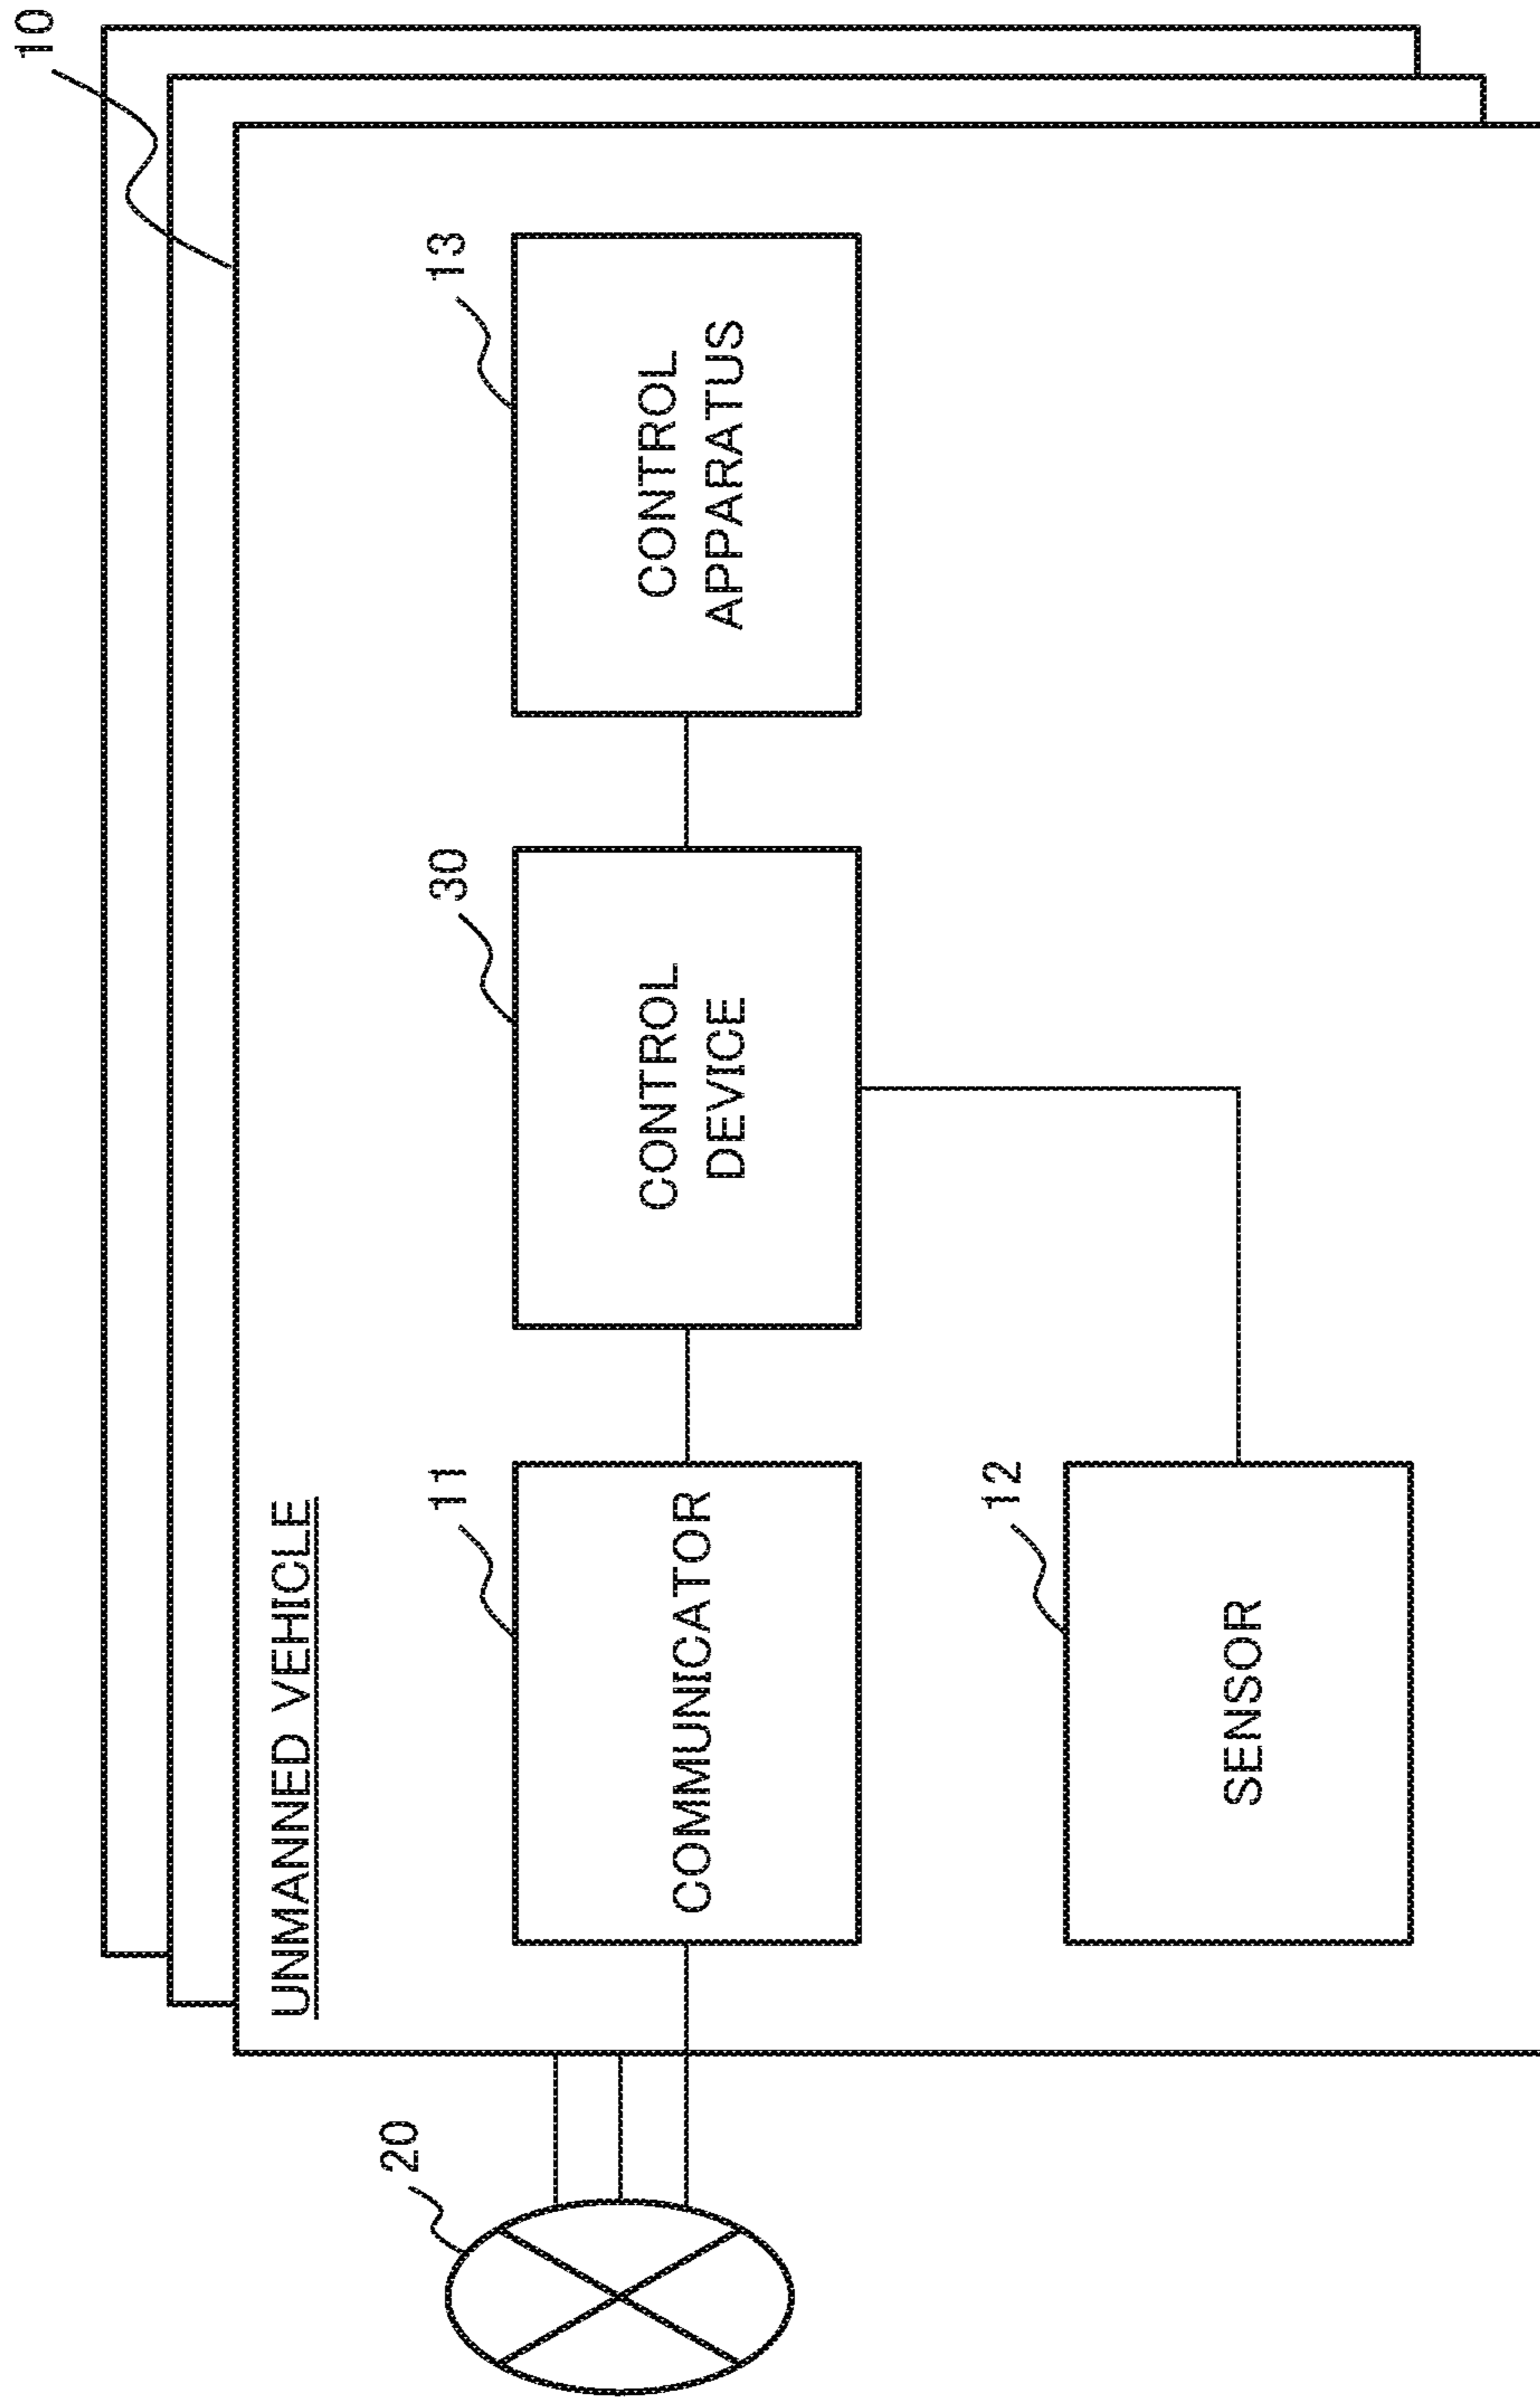 10
UNMANNED VEHICLE
20
11
COMMUNICATOR
30
CONTROL
DEVICE
13
CONTROL
APPARATUS
12
SENSOR